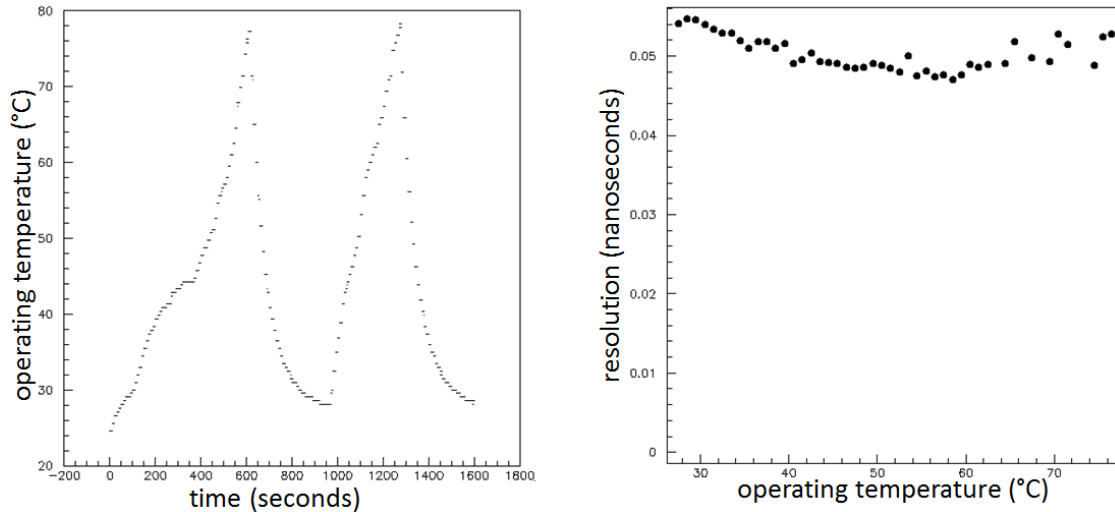 80
70
60
50
40
30
20
operating temperature (°C)
-200 0 200 400 600 800 1000 1200 1400 1600 1800
time (seconds)
0.05
0.04
0.03
0.02
0.01
0
resolution (nanoseconds)
30 40 50 60 70
operating temperature (°C)